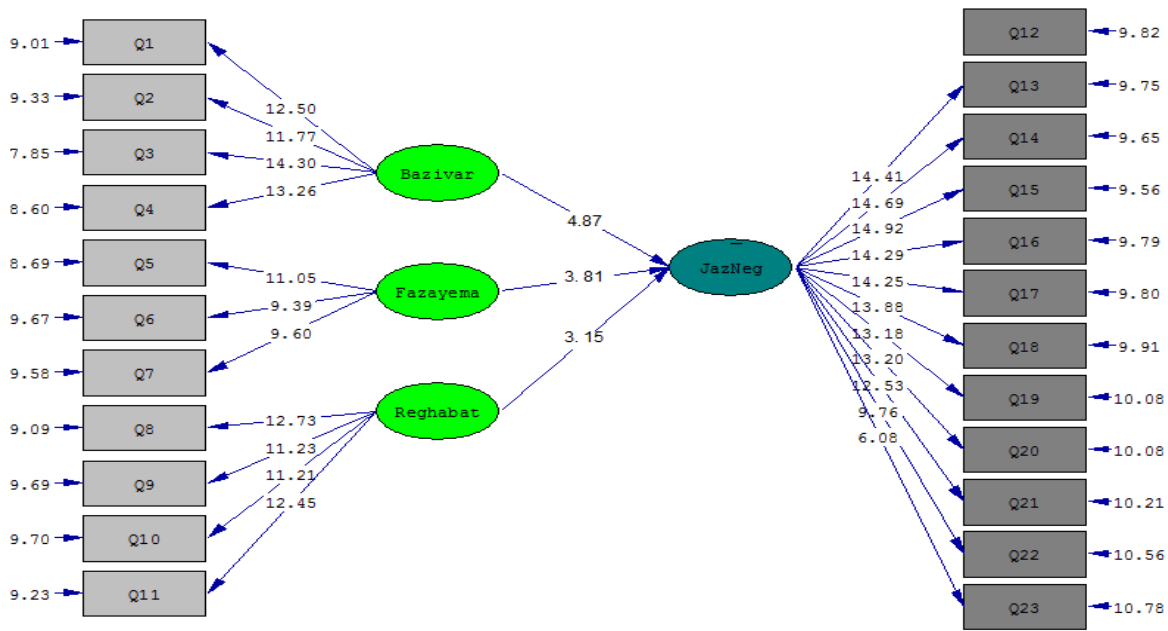 9.01 Q1
9.33 Q2
7.85 Q3
8.60 Q4
8.69 Q5
9.67 Q6
9.58 Q7
9.09 Q8
9.69 Q9
9.70 Q10
9.23 Q11
12.50
11.77
14.30
13.26
11.05
9.39
9.60
12.73
11.23
11.21
12.45
Bazivar
Fazayema
Reghabat
4.87
3.81
3.15
JazNeg
14.41
14.69
14.92
14.29
14.25
13.88
13.18
13.20
12.53
9.76
6.08
Q12 9.82
Q13 9.75
Q14 9.65
Q15 9.56
Q16 9.79
Q17 9.80
Q18 9.91
Q19 10.08
Q20 10.08
Q21 10.21
Q22 10.56
Q23 10.78